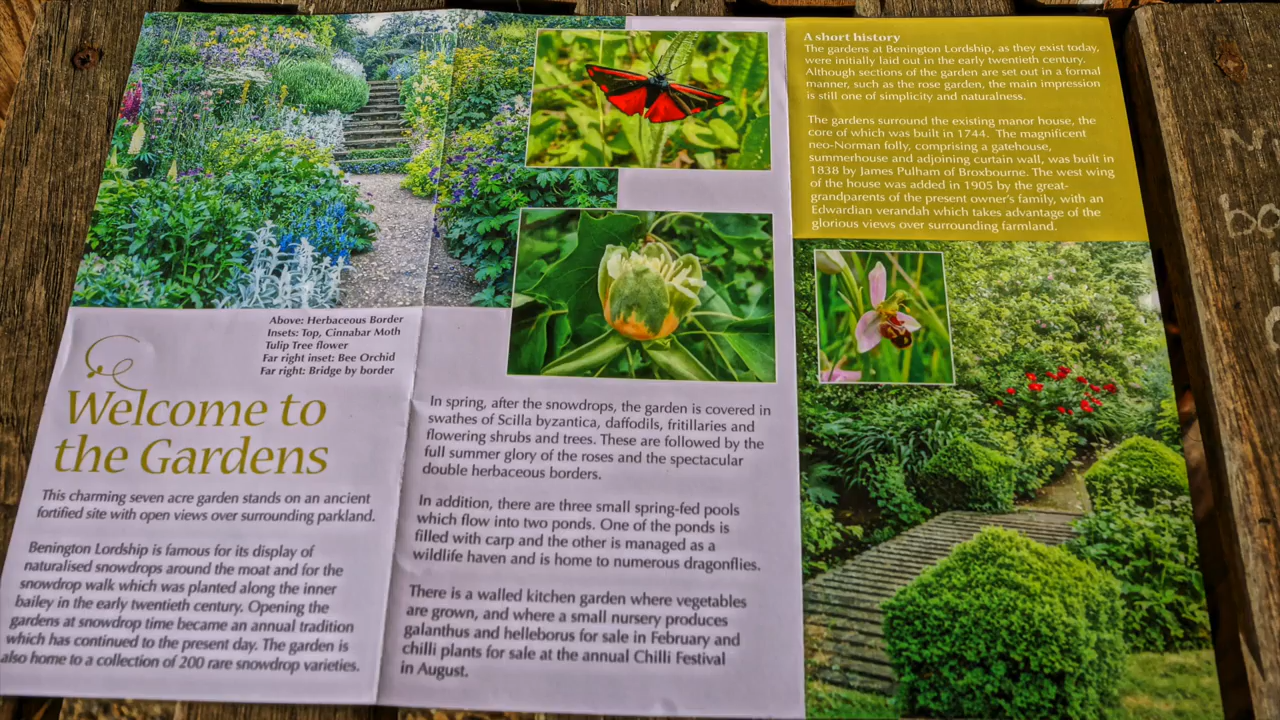 Above: Herbaceous Border
Insets: Top, Cinnabar Moth
Tulip Tree flower
Far right inset: Bee Orchid
Far right: Bridge by border
Welcome to
the Gardens
This charming seven acre garden stands on an ancient
fortified site with open views over surrounding parkland.
Benington Lordship is famous for its display of
naturalised snowdrops around the moat and for the
snowdrop walk which was planted along the inner
bailey in the early twentieth century. Opening the
gardens at snowdrop time became an annual tradition
which has continued to the present day. The garden is
also home to a collection of 200 rare snowdrop varieties.
In spring, after the snowdrops, the garden is covered in
swathes of Scilla byzantica, daffodils, fritillaries and
flowering shrubs and trees. These are followed by the
full summer glory of the roses and the spectacular
double herbaceous borders.
In addition, there are three small spring-fed pools
which flow into two ponds. One of the ponds is
filled with carp and the other is managed as a
wildlife haven and is home to numerous dragonflies.
There is a walled kitchen garden where vegetables
are grown, and where a small nursery produces
galanthus and helleborus for sale in February and
chilli plants for sale at the annual Chilli Festival
in August.
A short history
The gardens at Benington Lordship, as they exist today,
were initially laid out in the early twentieth century.
Although sections of the garden are set out in a formal
manner, such as the rose garden, the main impression
is still one of simplicity and naturalness.
The gardens surround the existing manor house, the
core of which was built in 1744. The magnificent
neo-Norman folly, comprising a gatehouse,
summerhouse and adjoining curtain wall, was built in
1838 by James Pulham of Broxbourne. The west wing
of the house was added in 1905 by the great-
grandparents of the present owner's family, with an
Edwardian verandah which takes advantage of the
glorious views over surrounding farmland.